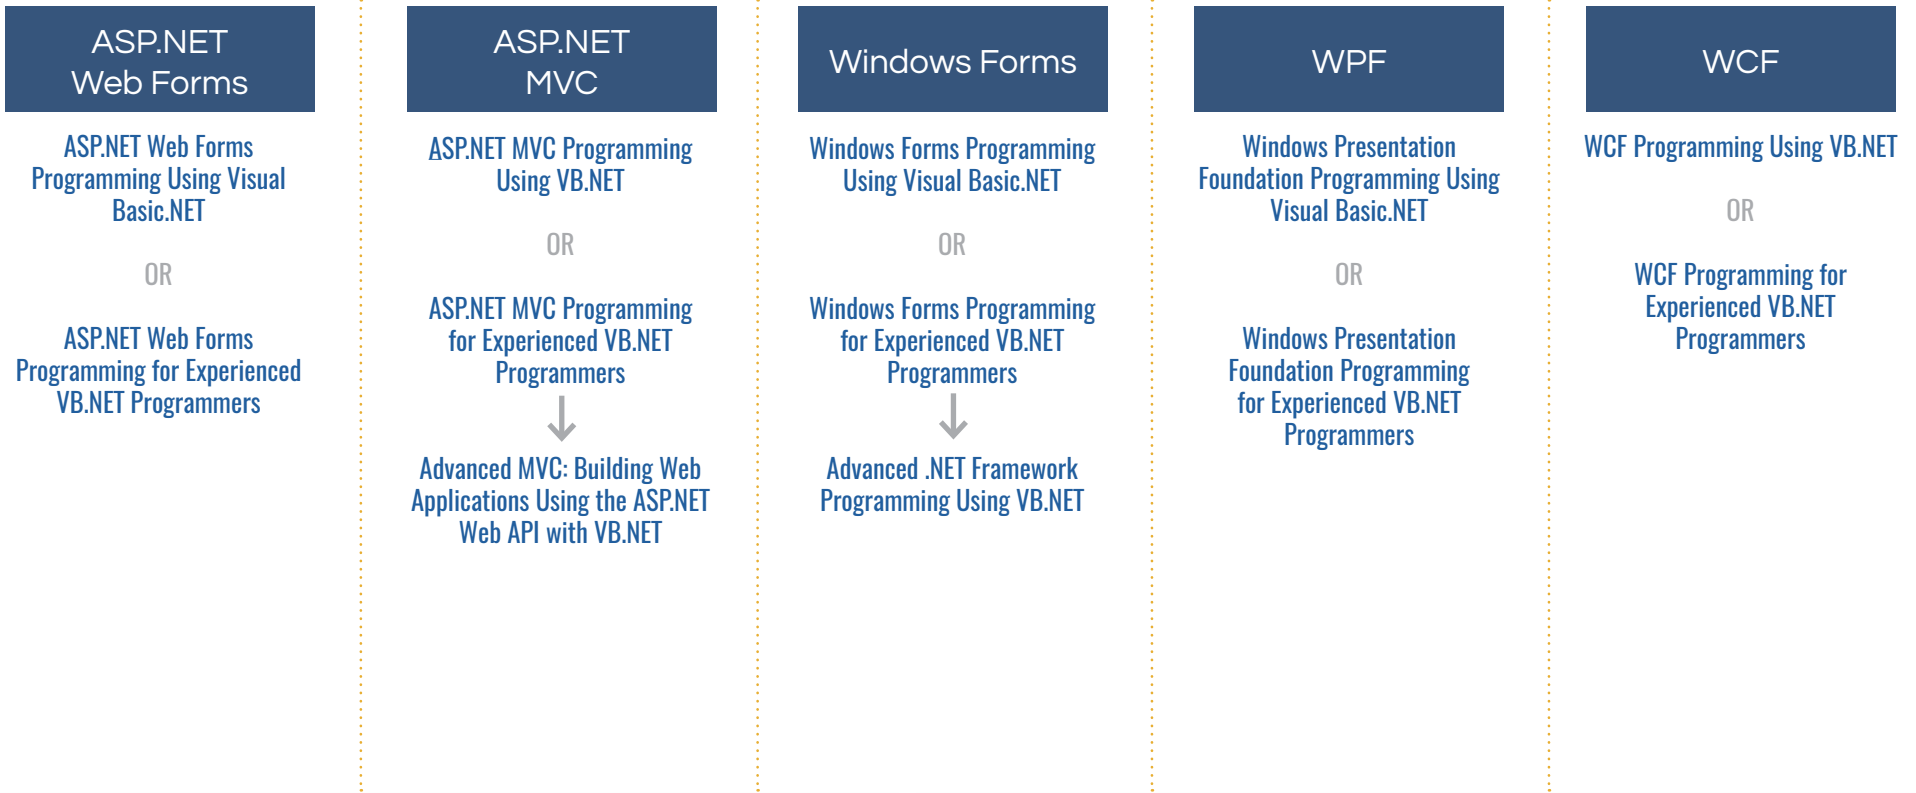 ASP.NET
Web Forms
ASP.NET Web Forms
Programming Using Visual
Basic.NET
OR
ASP.NET Web Forms
Programming for Experienced
VB.NET Programmers
ASP.NET
MVC
ASP.NET MVC Programming
Using VB.NET
OR
ASP.NET MVC Programming
for Experienced VB.NET
Programmers
Advanced MVC: Building Web
Applications Using the ASP.NET
Web API with VB.NET
Windows Forms
Windows Forms Programming
Using Visual Basic.NET
OR
Windows Forms Programming
for Experienced VB.NET
Programmers
Advanced .NET Framework
Programming Using VB.NET
WPF
Windows Presentation
Foundation Programming Using
Visual Basic.NET
OR
Windows Presentation
Foundation Programming
for Experienced VB.NET
Programmers
WCF
WCF Programming Using VB.NET
OR
WCF Programming for
Experienced VB.NET
Programmers